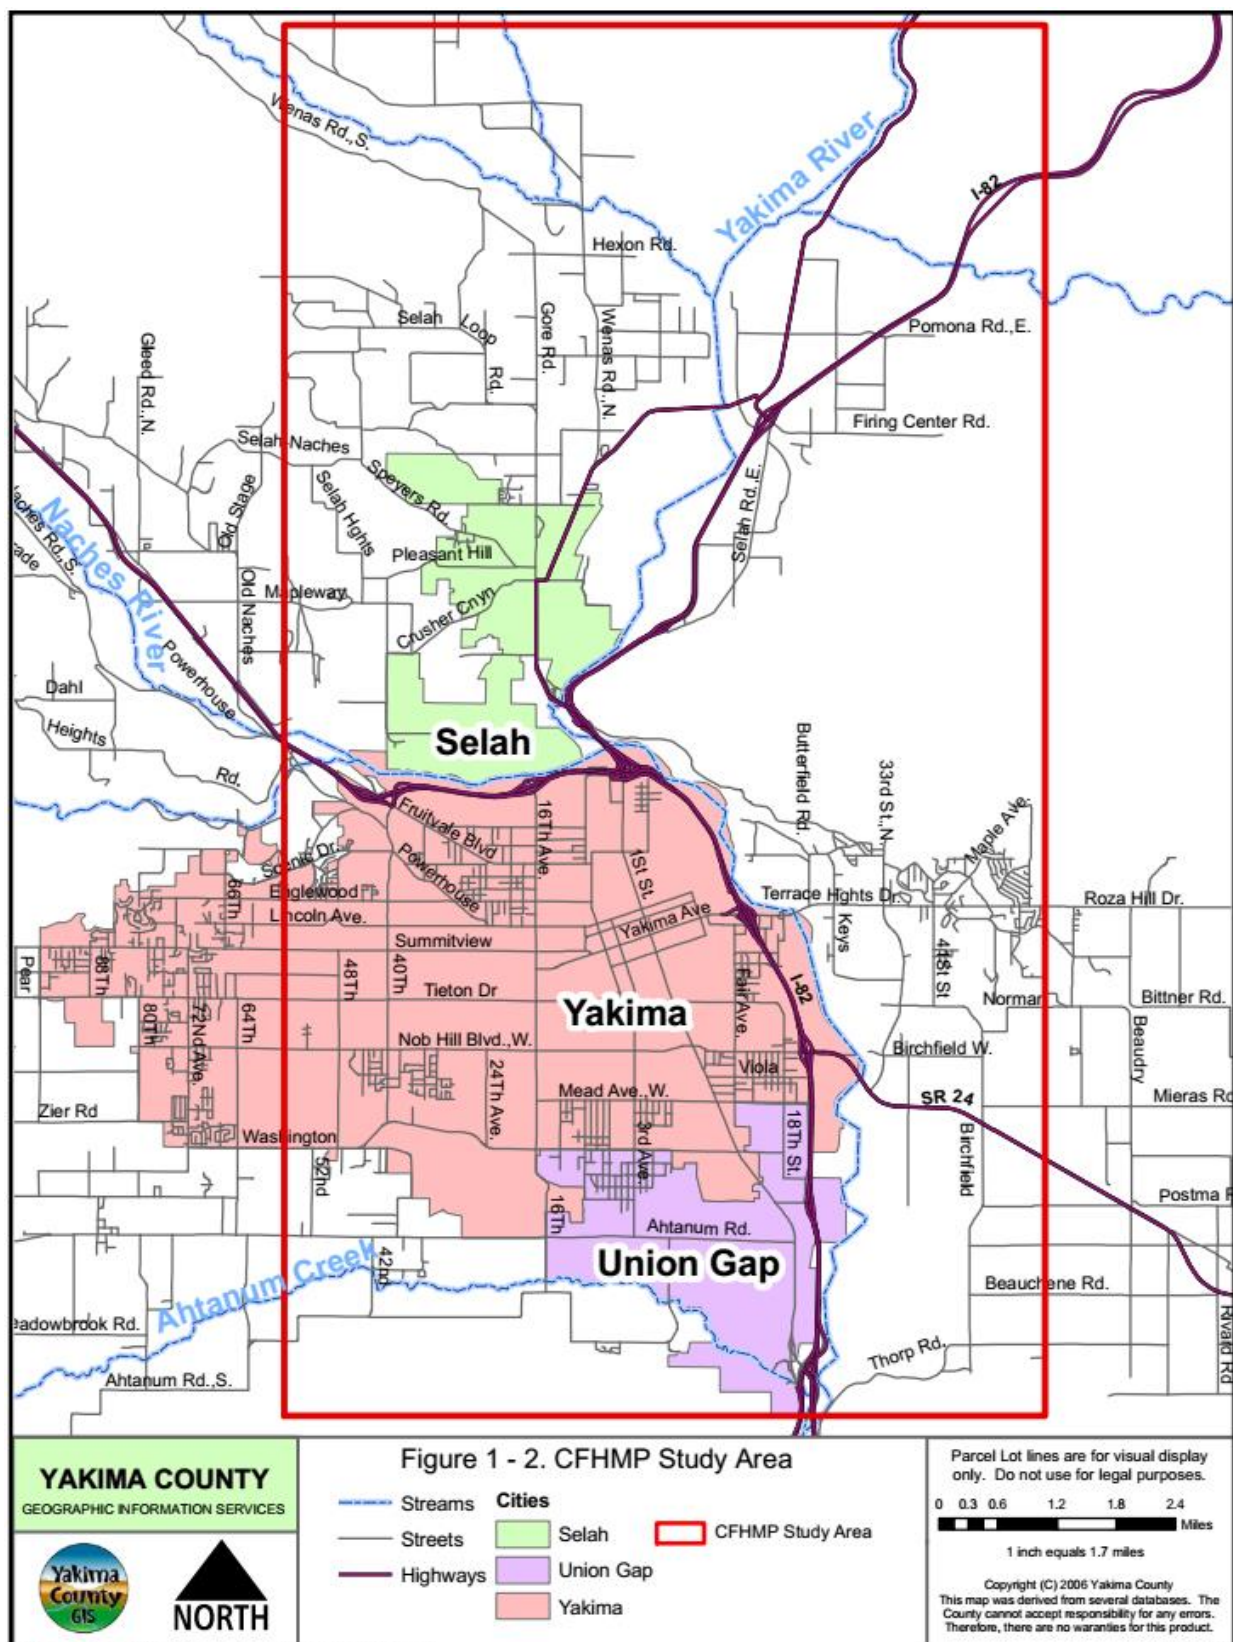 Wenas Rd.,S.
Yakima River
I-82
Hexon Rd.
Selah Loop Rd.
Gore Rd.
Wenas Rd.,N.
Pomona Rd.,E.
Gleed Rd.,N.
Firing Center Rd.
Selah-Naches
Speyers Rd.
Selah Hghts
Old Stage
Selah Rd.,E.
Naches River
Naches Rd.,S.
rade
Pleasant Hill
Mapleway
Old Naches
Crusher Cnyn
Powerhouse
Dahl
Heights
Rd.
Selah
Butterfield Rd.
33rd St.,N.
Maple Ave.
Fruitvale Blvd
16Th Ave.
Scenic Dr.
Powerhouse
1St St.
Englewood
66Th
Terrace Hghts Dr.
Roza Hill Dr.
Lincoln Ave.
Yakima Ave
Keys
Summitview
Pear
88Th
48Th
40Th
Tieton Dr
Fair Ave.
I-82
41St St
Norman
Bittner Rd.
80Th
72Nd Ave.
64Th
Yakima
Nob Hill Blvd.,W.
Birchfield W.
Beaudry
Viola
24Th Ave.
Mead Ave.,W.
SR 24
Mieras Rd
Zier Rd
Washington
3rd Ave.
18Th St.
Birchfield
52nd
16Th
Postma R
Ahtanum Rd.
Ahtanum Creek
42nd
Union Gap
Beauchene Rd.
eadowbrook Rd.
Thorp Rd.
Rivard Rd
Ahtanum Rd.,S.
YAKIMA COUNTY
GEOGRAPHIC INFORMATION SERVICES
Yakima
County
GIS
NORTH
Figure 1 - 2. CFHMP Study Area
Streams
Streets
Highways
Cities
Selah
Union Gap
Yakima
CFHMP Study Area
Parcel Lot lines are for visual display
only. Do not use for legal purposes.
0 0.3 0.6 1.2 1.8 2.4
Miles
1 inch equals 1.7 miles
Copyright (C) 2006 Yakima County
This map was derived from several databases. The
County cannot accept responsibility for any errors.
Therefore, there are no waranties for this product.